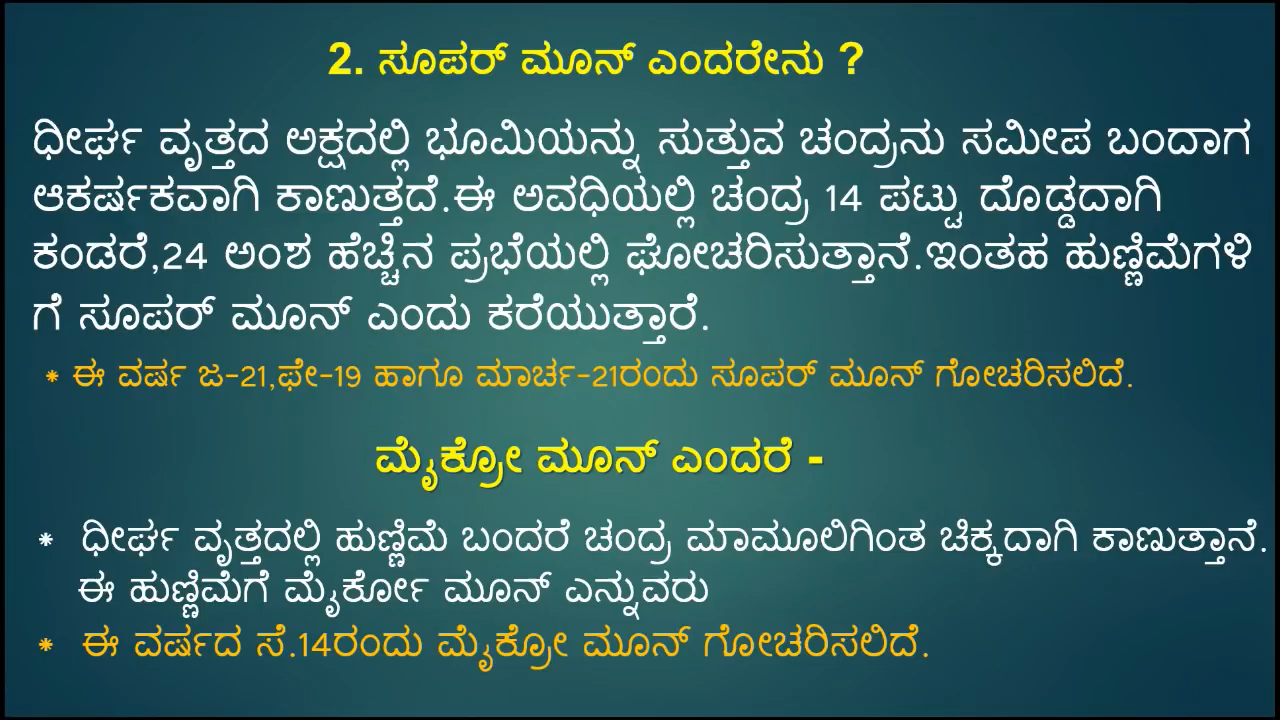 2. ಸೂಪರ್ ಮೂನ್ ಎಂದರೇನು ?
ಧೀರ್ಘ ವೃತ್ತದ ಅಕ್ಷದಲ್ಲಿ ಭೂಮಿಯನ್ನು ಸುತ್ತುವ ಚಂದ್ರನು ಸಮೀಪ ಬಂದಾಗ
ಆಕರ್ಷಕವಾಗಿ ಕಾಣುತ್ತದೆ.ಈ ಅವಧಿಯಲ್ಲಿ ಚಂದ್ರ 14 ಪಟ್ಟು ದೊಡ್ಡದಾಗಿ
ಕಂಡರೆ,24 ಅಂಶ ಹೆಚ್ಚಿನ ಪ್ರಭೆಯಲ್ಲಿ ಘೋಚರಿಸುತ್ತಾನೆ.ಇಂತಹ ಹುಣ್ಣಿಮೆಗಳಿ
ಗೆ ಸೂಪರ್ ಮೂನ್ ಎಂದು ಕರೆಯುತ್ತಾರೆ.
* ಈ ವರ್ಷ ಜ-21,ಫೇ-19 ಹಾಗೂ ಮಾರ್ಚ-21ರಂದು ಸೂಪರ್ ಮೂನ್ ಗೋಚರಿಸಲಿದೆ.
ಮೈಕ್ರೋ ಮೂನ್ ಎಂದರೆ -
* ಧೀರ್ಘ ವೃತ್ತದಲ್ಲಿ ಹುಣ್ಣಿಮೆ ಬಂದರೆ ಚಂದ್ರ ಮಾಮೂಲಿಗಿಂತ ಚಿಕ್ಕದಾಗಿ ಕಾಣುತ್ತಾನೆ.
ಈ ಹುಣ್ಣಿಮೆಗೆ ಮೈರ್ಕೋ ಮೂನ್ ಎನ್ನುವರು
* ಈ ವರ್ಷದ ಸೆ.14ರಂದು ಮೈಕ್ರೋ ಮೂನ್ ಗೋಚರಿಸಲಿದೆ.